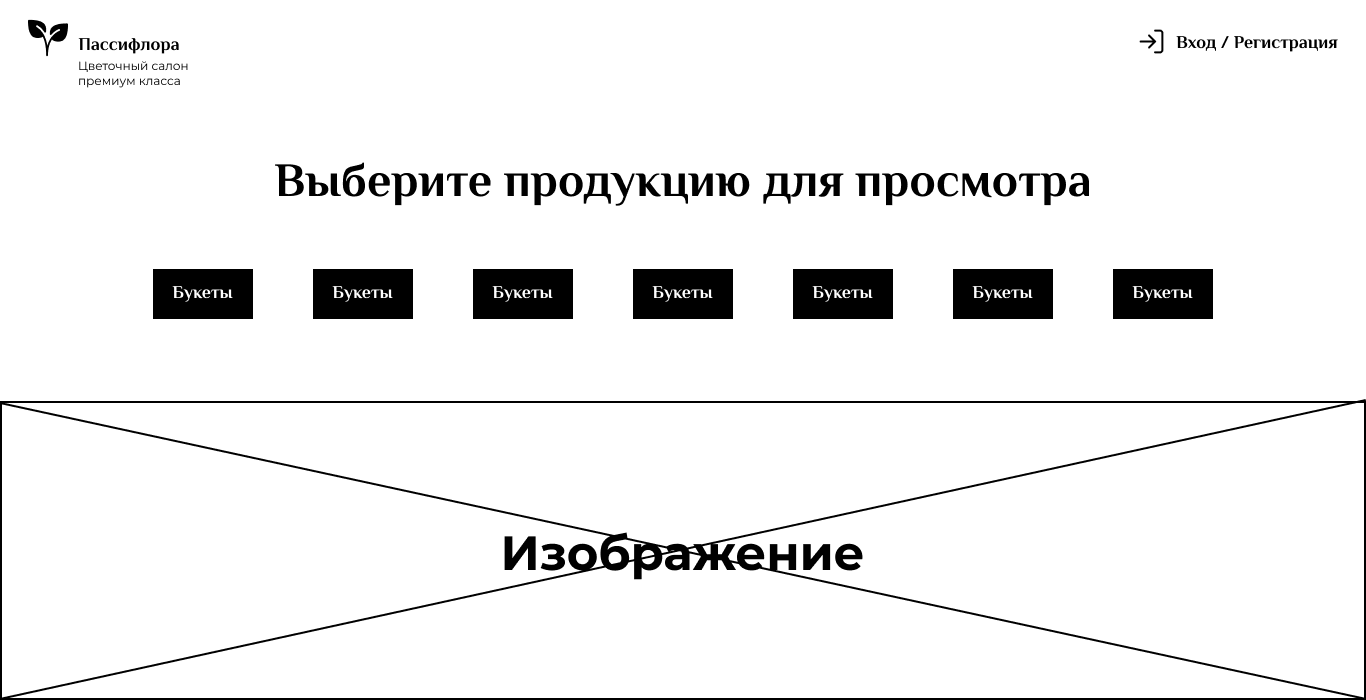 Пассифлора
Цветочный салон
премиум класса
Вход / Регистрация
Выберите продукцию для просмотра
Букеты Букеты Букеты Букеты Букеты Букеты Букеты
Изображение